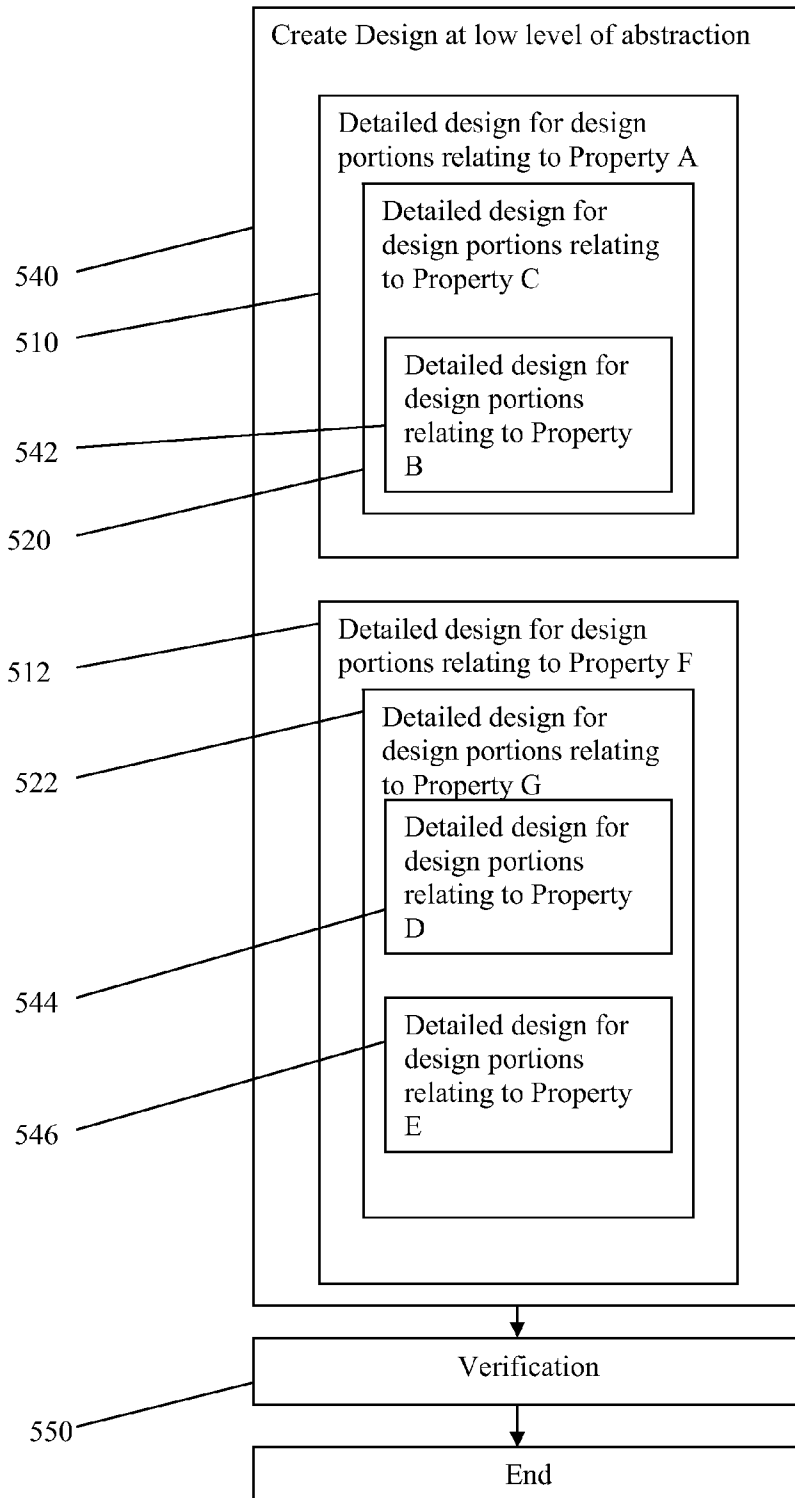 Create Design at low level of abstraction
Detailed design for design
portions relating to Property A
Detailed design for
design portions relating
to Property C
540
510
Detailed design for
design portions
relating to Property
B
542
520
Detailed design for design
portions relating to Property F
512
Detailed design for
design portions relating
to Property G
522
Detailed design for
design portions
relating to Property
D
544
Detailed design for
design portions
relating to Property
E
546
Verification
550
End